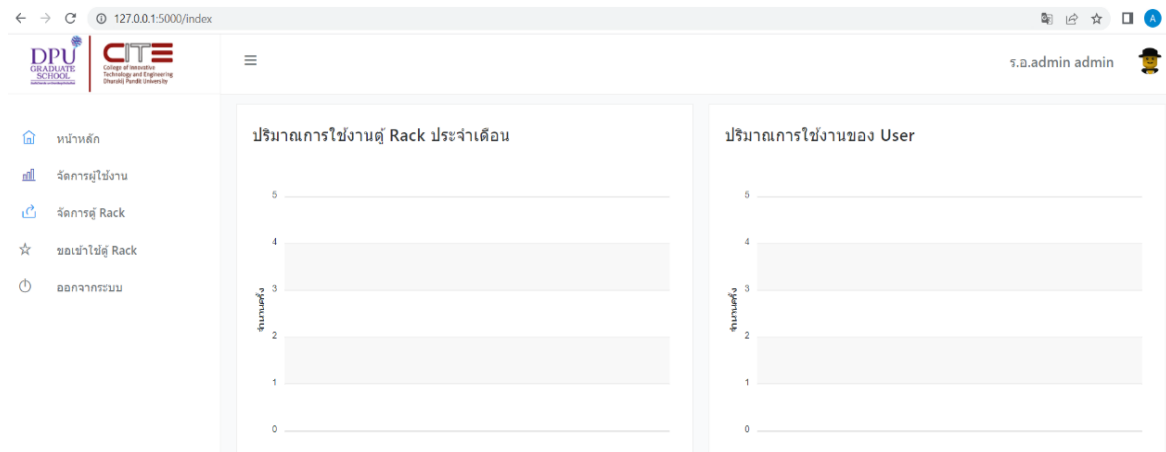 127.0.0.1:5000/index
A
DPU
GRADUATE
SCHOOL
CITE
College of Innovative
Technology and Engineering
Dhurakij Pundit University
ร.อ.admin admin
หน้าหลัก
จัดการผู้ใช้งาน
จัดการตู้ Rack
ขอเข้าใช้ตู้ Rack
ออกจากระบบ
ปริมาณการใช้งานตู้ Rack ประจำเดือน
5
4
3
2
1
0
จำนวนครั้ง
ปริมาณการใช้งานของ User
5
4
3
2
1
0
จำนวนครั้ง